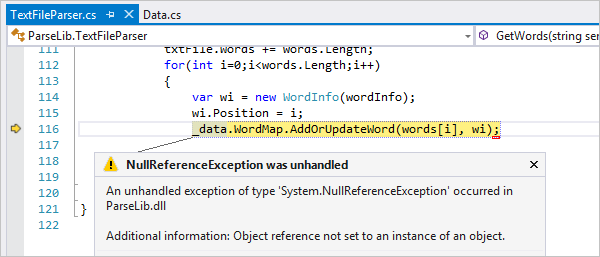 TextFileParser.cs Data.cs
ParseLib.TextFileParser GetWords(string ser
111 txtFile.Words += Words.Length;
112 for(int i=0;i<words.Length;i++)
113 {
114 var wi = new WordInfo(wordInfo);
115 wi.Position = i;
116 _data.WordMap.AddOrUpdateWord(words[i], wi);
NullReferenceException was unhandled
An unhandled exception of type 'System.NullReferenceException' occurred in
ParseLib.dll
Additional information: Object reference not set to an instance of an object.
119
120
121 }
122